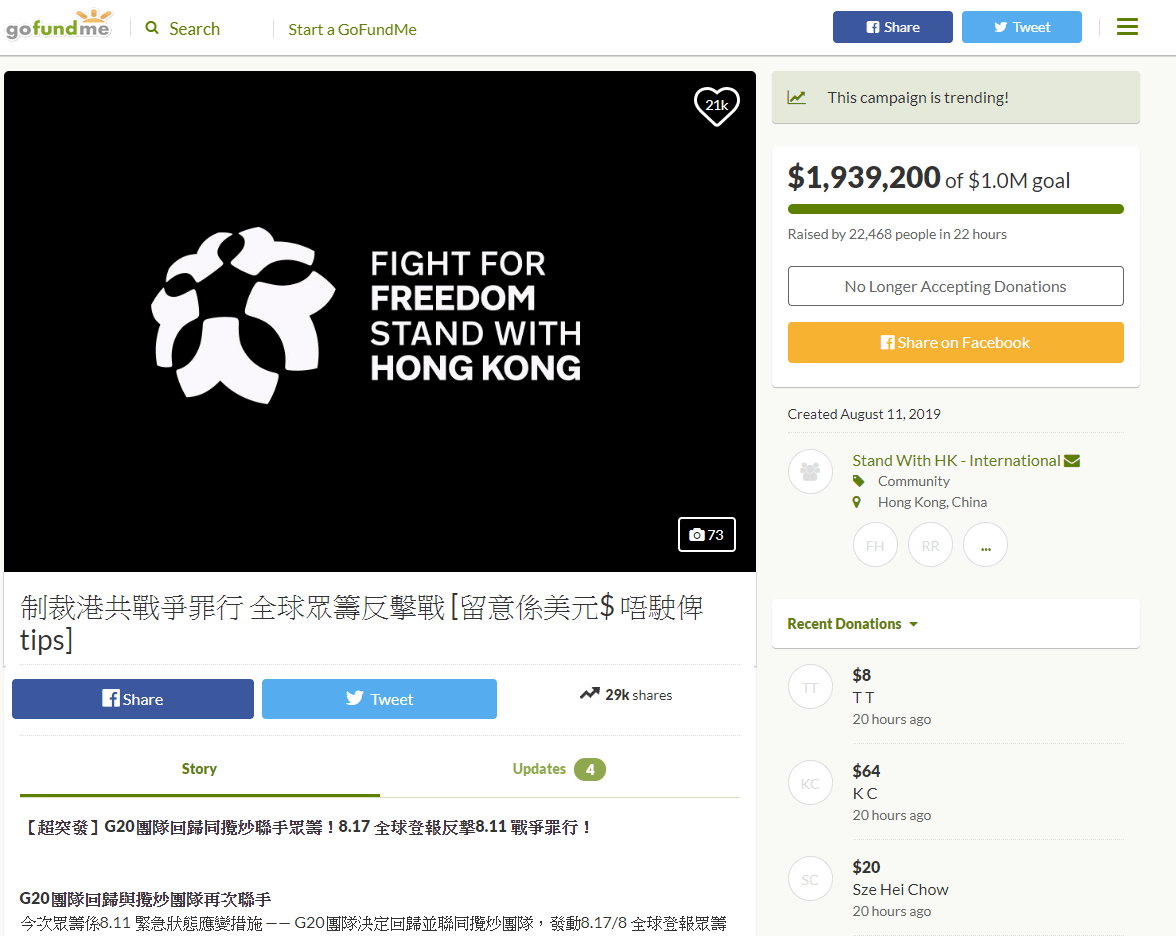 gofundme
Search
Start a GoFundMe
Share
Tweet
21k
FIGHT FOR
FREEDOM
STAND WITH
HONG KONG
73
制裁港共戰爭罪行 全球眾籌反擊戰 [留意係美元$ 唔駛俾
tips]
Share
Tweet
29k shares
Story
Updates 4
【超突發】G20團隊回歸同攬炒聯手眾籌！8.17 全球登報反擊8.11 戰爭罪行！
G20團隊回歸與攬炒團隊再次聯手
今次眾籌係8.11 緊急狀態應變措施 —— G20團隊決定回歸並聯同攬炒團隊，發動8.17/8 全球登報眾籌
This campaign is trending!
$1,939,200 of $1.0M goal
Raised by 22,468 people in 22 hours
No Longer Accepting Donations
Share on Facebook
Created August 11, 2019
Stand With HK - International
Community
Hong Kong, China
FH
RR
...
Recent Donations
TT
$8
T T
20 hours ago
KC
$64
K C
20 hours ago
SC
$20
Sze Hei Chow
20 hours ago